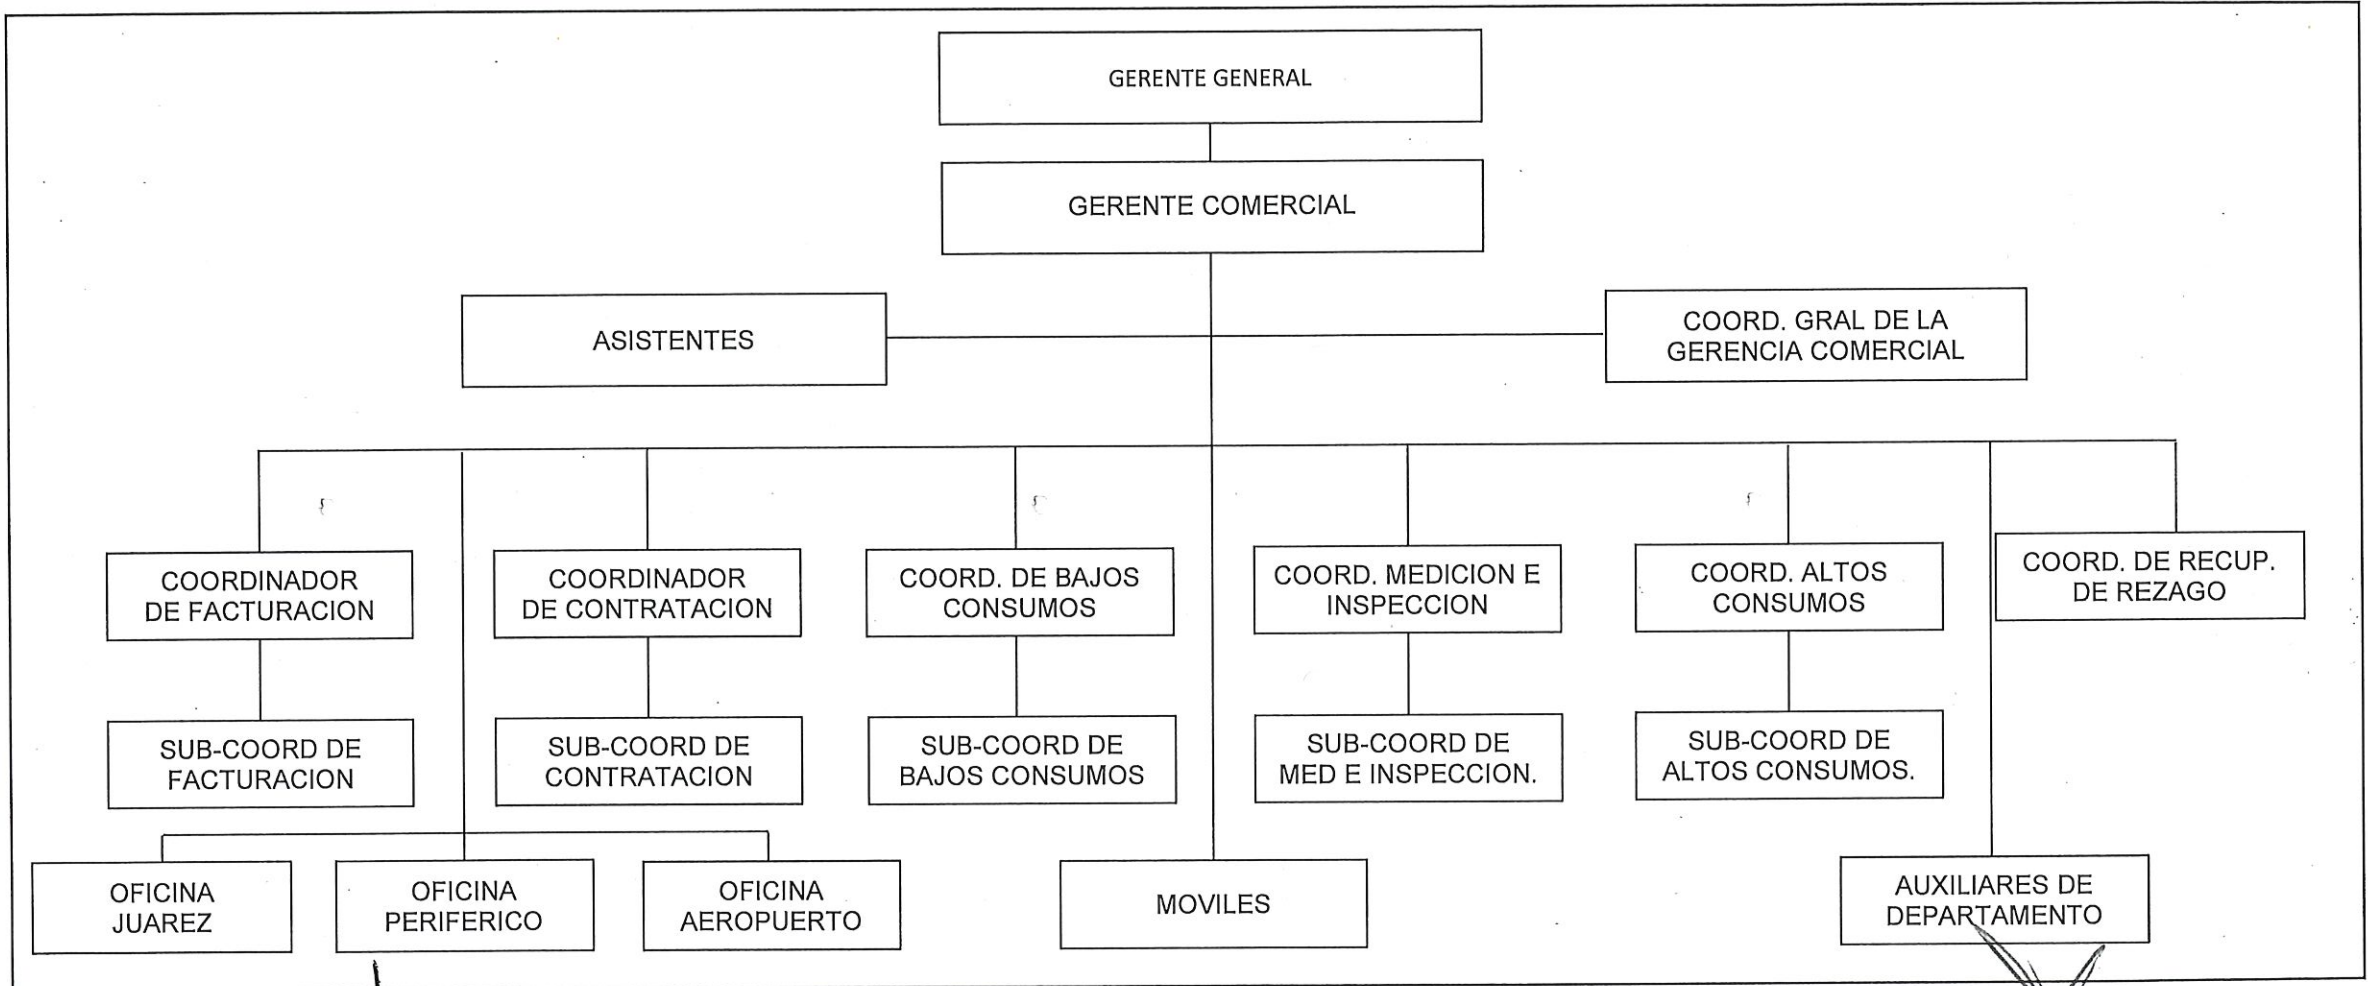 GERENTE GENERAL
GERENTE COMERCIAL
ASISTENTES
COORD. GRAL DE LA
GERENCIA COMERCIAL
COORDINADOR
DE FACTURACION
COORDINADOR
DE CONTRATACION
COORD. DE BAJOS
CONSUMOS
COORD. MEDICION E
INSPECCION
COORD. ALTOS
CONSUMOS
COORD. DE RECUP.
DE REZAGO
SUB-COORD DE
FACTURACION
SUB-COORD DE
CONTRATACION
SUB-COORD DE
BAJOS CONSUMOS
SUB-COORD DE
MED E INSPECCION.
SUB-COORD DE
ALTOS CONSUMOS.
OFICINA
JUAREZ
OFICINA
PERIFERICO
OFICINA
AEROPUERTO
MOVILES
AUXILIARES DE
DEPARTAMENTO